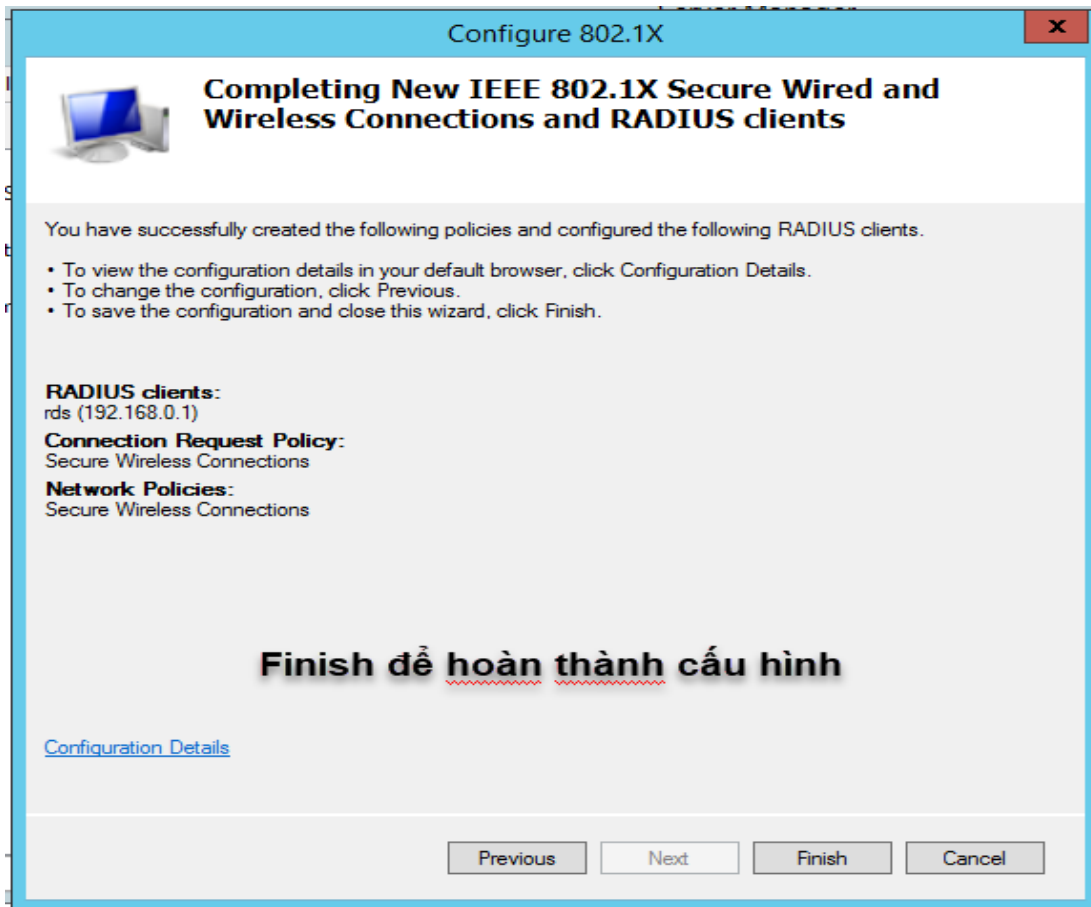 Configure 802.1X
x
Completing New IEEE 802.1X Secure Wired and
Wireless Connections and RADIUS clients
You have successfully created the following policies and configured the following RADIUS clients.
• To view the configuration details in your default browser, click Configuration Details.
• To change the configuration, click Previous.
• To save the configuration and close this wizard, click Finish.
RADIUS clients:
rds (192.168.0.1)
Connection Request Policy:
Secure Wireless Connections
Network Policies:
Secure Wireless Connections
Finish để hoàn thành cấu hình
Configuration Details
Previous Next Finish Cancel